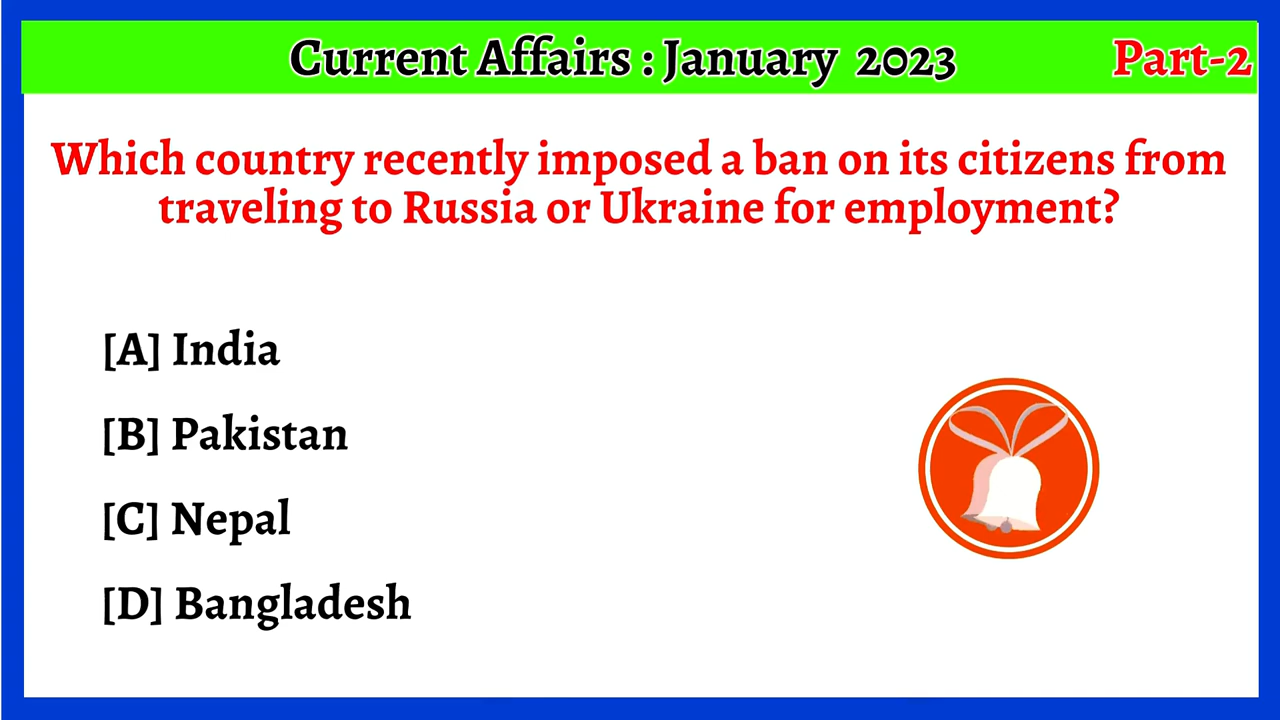 Current Affairs : January 2023
Part-2
Which country recently imposed a ban on its citizens from
traveling to Russia or Ukraine for employment?
[A] India
[B] Pakistan
[C] Nepal
[D] Bangladesh